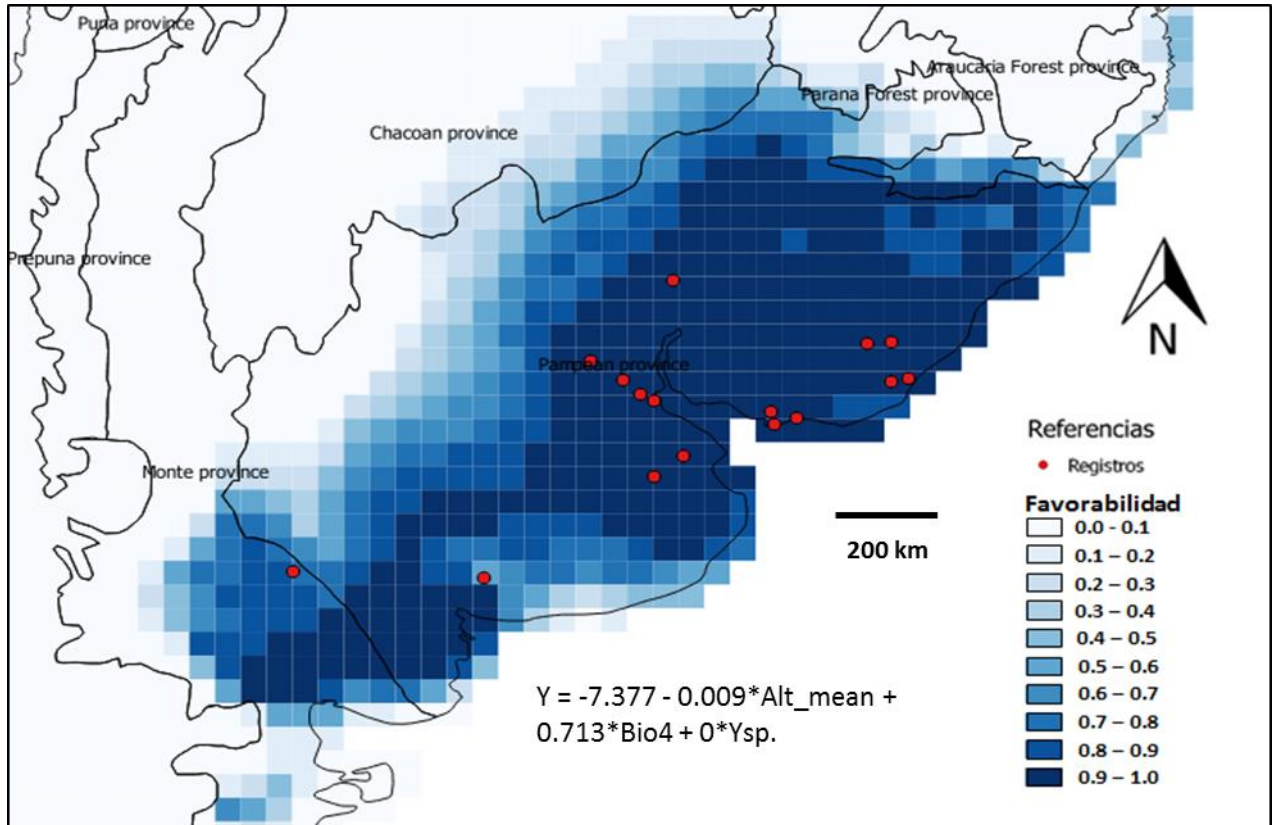 Puna province
Araucaria Forest province
Parana Forest province
Chacoan province
Prepuna province
Pampean province
Monte province
N
Referencias
Registros
Favorabilidad
0.0 - 0.1
0.1 – 0.2
0.2 – 0.3
0.3 – 0.4
0.4 – 0.5
0.5 – 0.6
0.6 – 0.7
0.7 – 0.8
0.8 – 0.9
0.9 – 1.0
200 km
Y = -7.377 - 0.009*Alt_mean +
0.713*Bio4 + 0*Ysp.